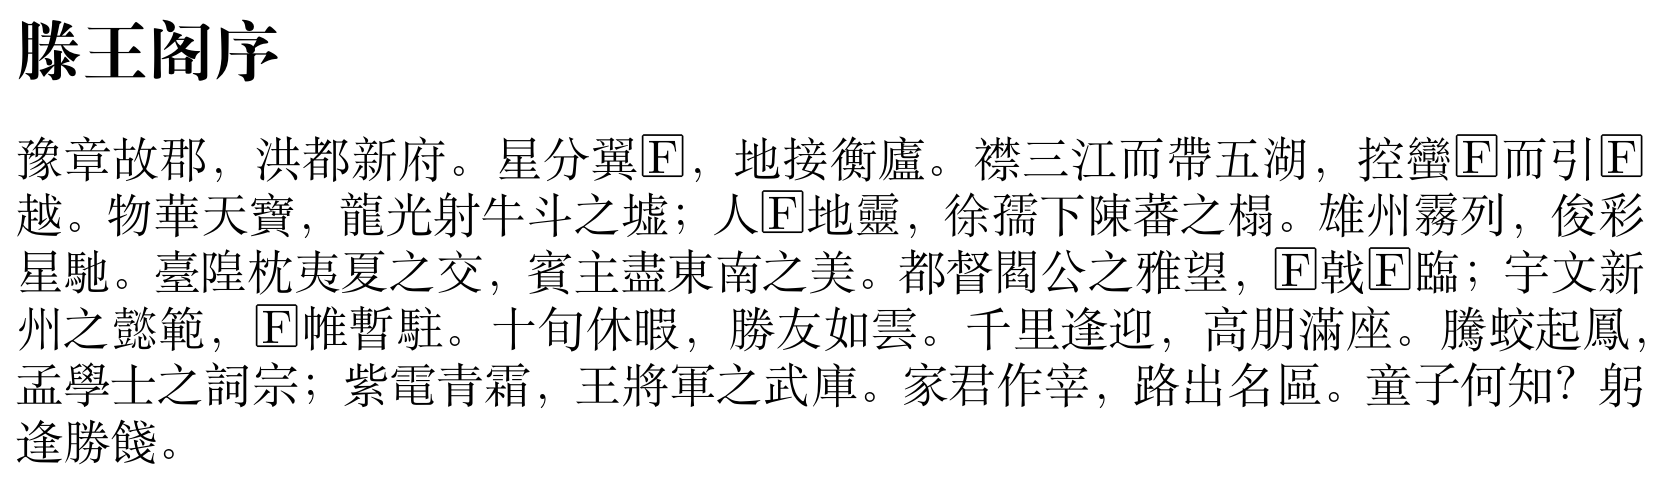 滕王阁序
豫章故郡，洪都新府。星分翼🄵，地接衡廬。襟三江而帶五湖，控蠻🄵而引🄵
越。物華天寶，龍光射牛斗之墟；人🄵地靈，徐孺下陳蕃之榻。雄州霧列，俊彩
星馳。臺隍枕夷夏之交，賓主盡東南之美。都督閻公之雅望，🄵戟🄵臨；宇文新
州之懿範，🄵帷暫駐。十旬休暇，勝友如雲。千里逢迎，高朋滿座。騰蛟起鳳，
孟學士之詞宗；紫電青霜，王將軍之武庫。家君作宰，路出名區。童子何知？躬
逢勝餞。